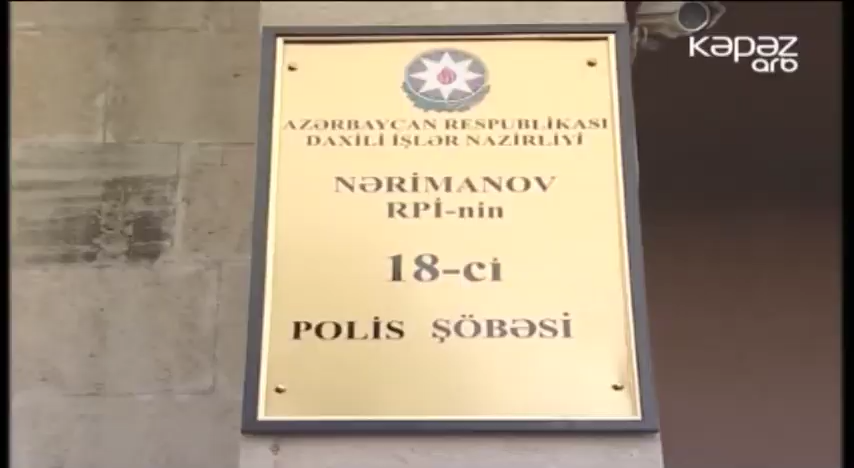 kəpəz
arb
AZƏRBAYCAN RESPUBLİKASI
DAXİLİ İŞLƏR NAZİRLİYİ
NƏRİMANOV
RPİ-nin
18-ci
POLİS ŞÖBƏSİ